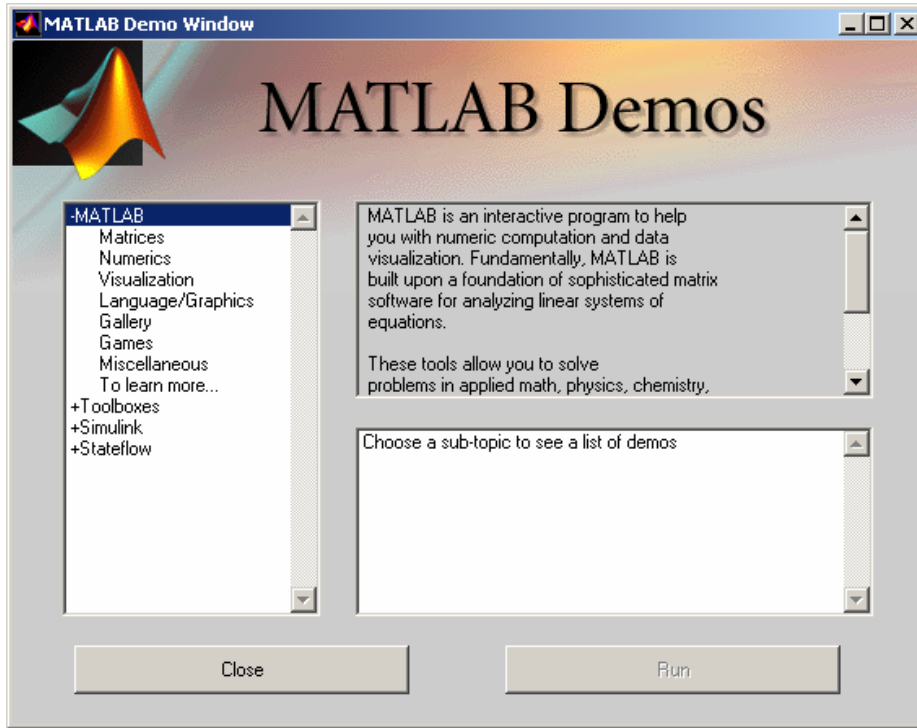 MATLAB Demo Window
MATLAB Demos
-MATLAB
Matrices
Numerics
Visualization
Language/Graphics
Gallery
Games
Miscellaneous
To learn more...
+Toolboxes
+Simulink
+Stateflow
MATLAB is an interactive program to help
you with numeric computation and data
visualization. Fundamentally, MATLAB is
built upon a foundation of sophisticated matrix
software for analyzing linear systems of
equations.
These tools allow you to solve
problems in applied math, physics, chemistry,
Choose a sub-topic to see a list of demos
Close
Run